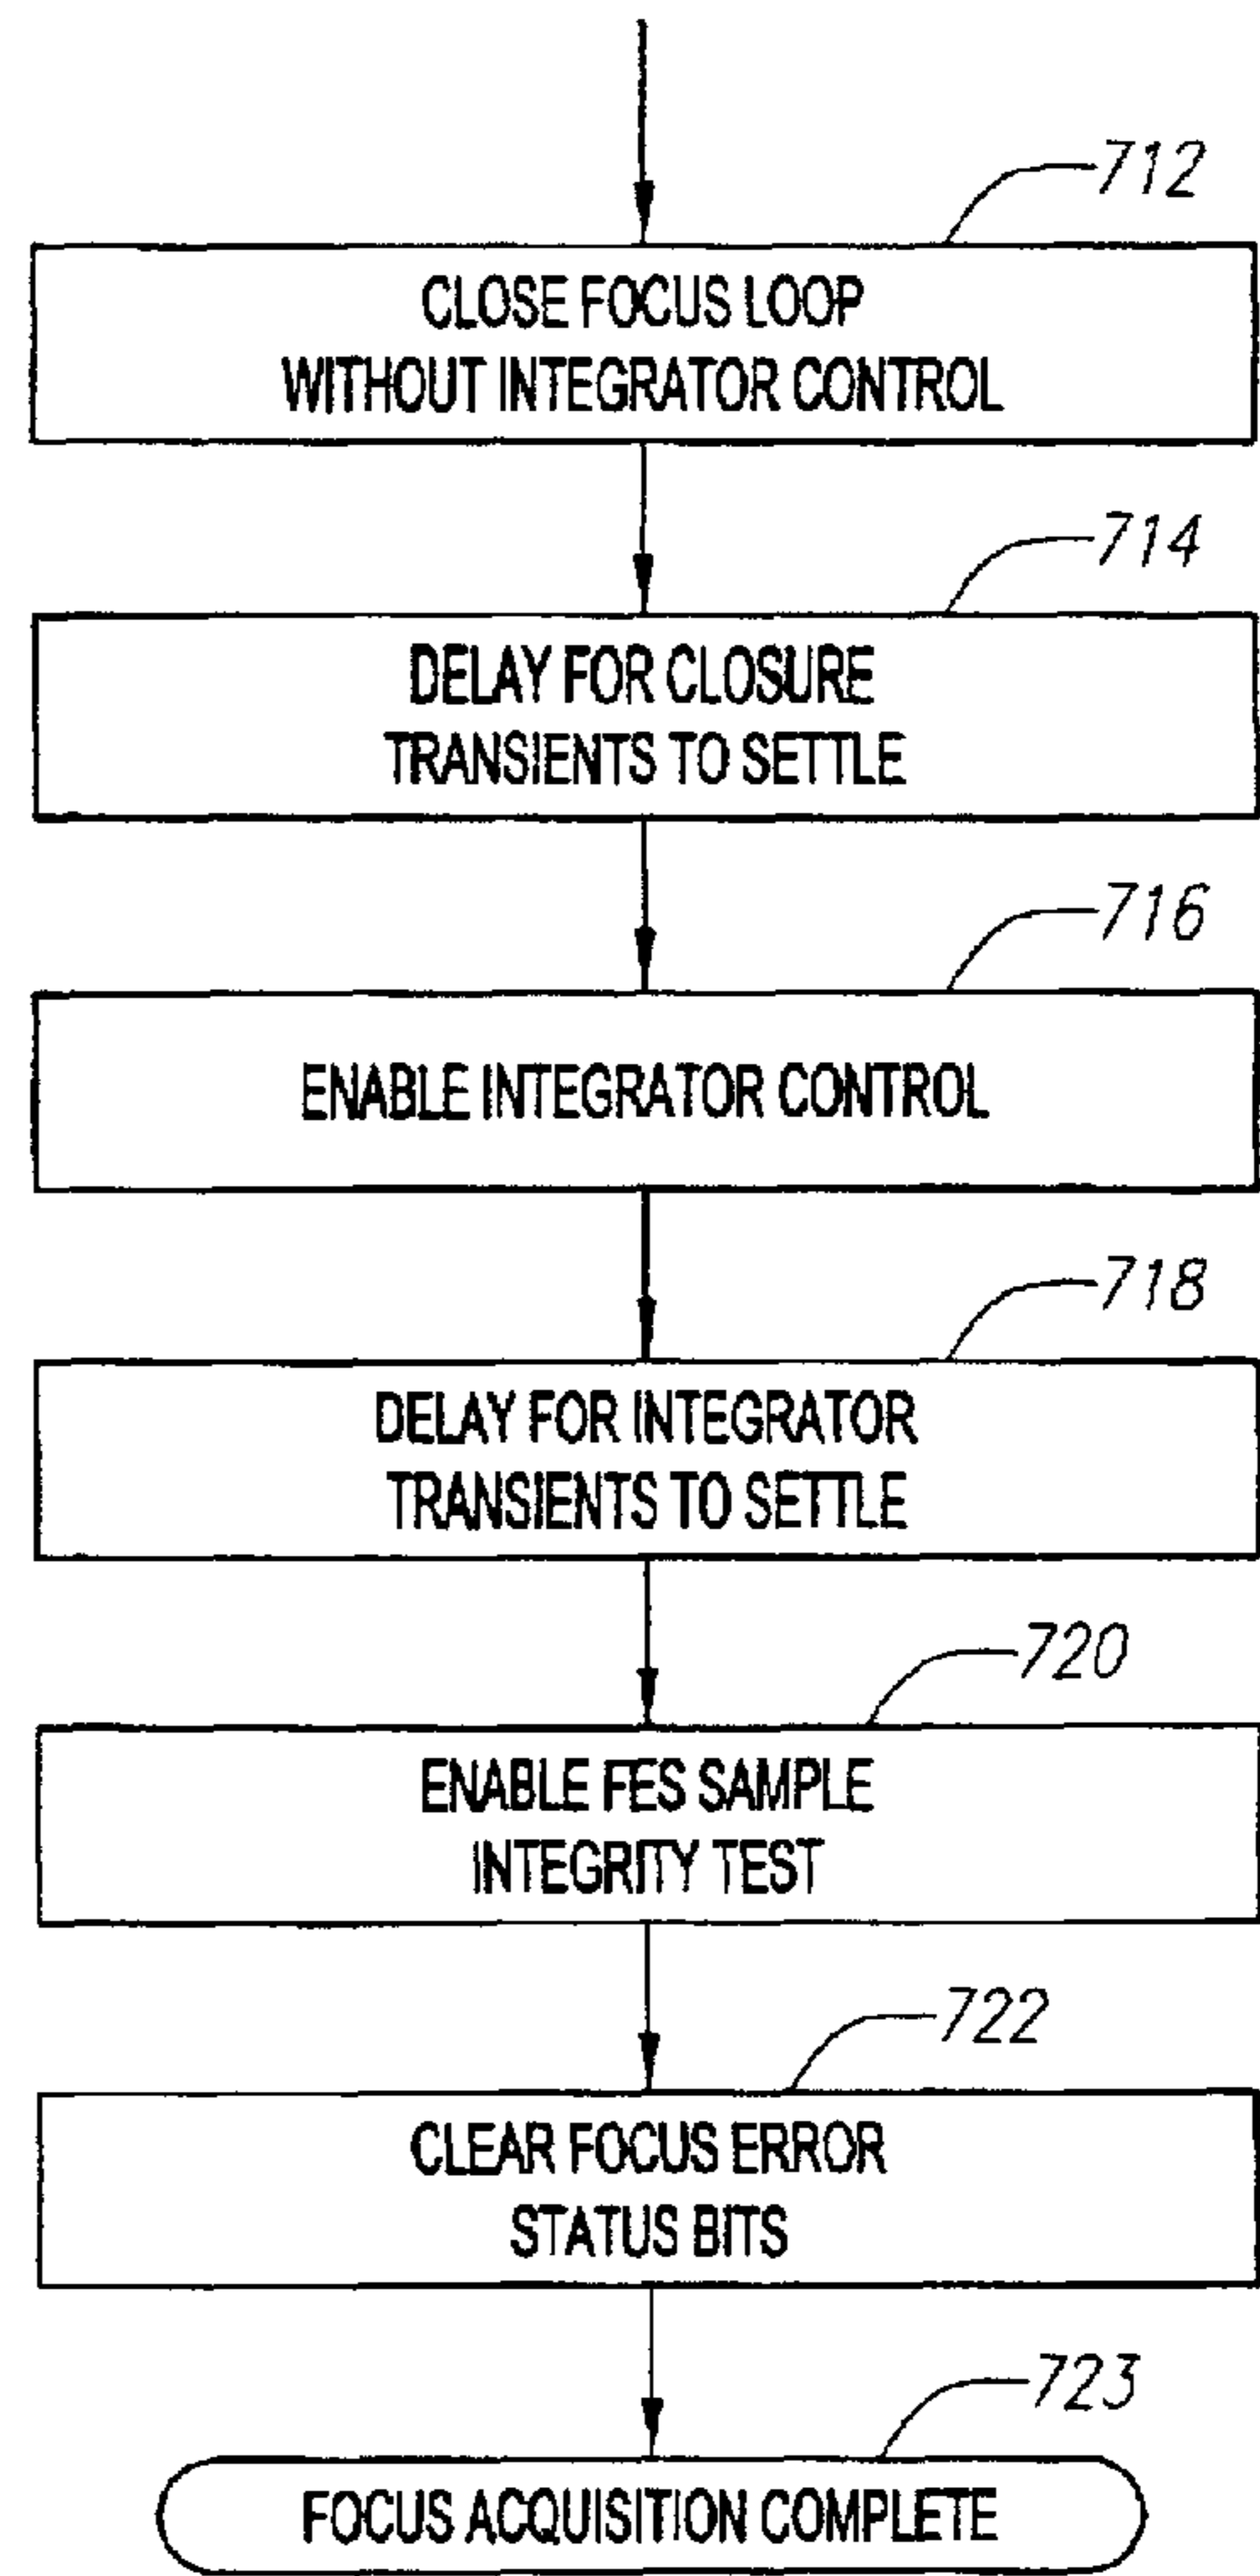 712
CLOSE FOCUS LOOP
WITHOUT INTEGRATOR CONTROL
714
DELAY FOR CLOSURE
TRANSIENTS TO SETTLE
716
ENABLE INTEGRATOR CONTROL
718
DELAY FOR INTEGRATOR
TRANSIENTS TO SETTLE
720
ENABLE FES SAMPLE
INTEGRITY TEST
722
CLEAR FOCUS ERROR
STATUS BITS
723
FOCUS ACQUISITION COMPLETE